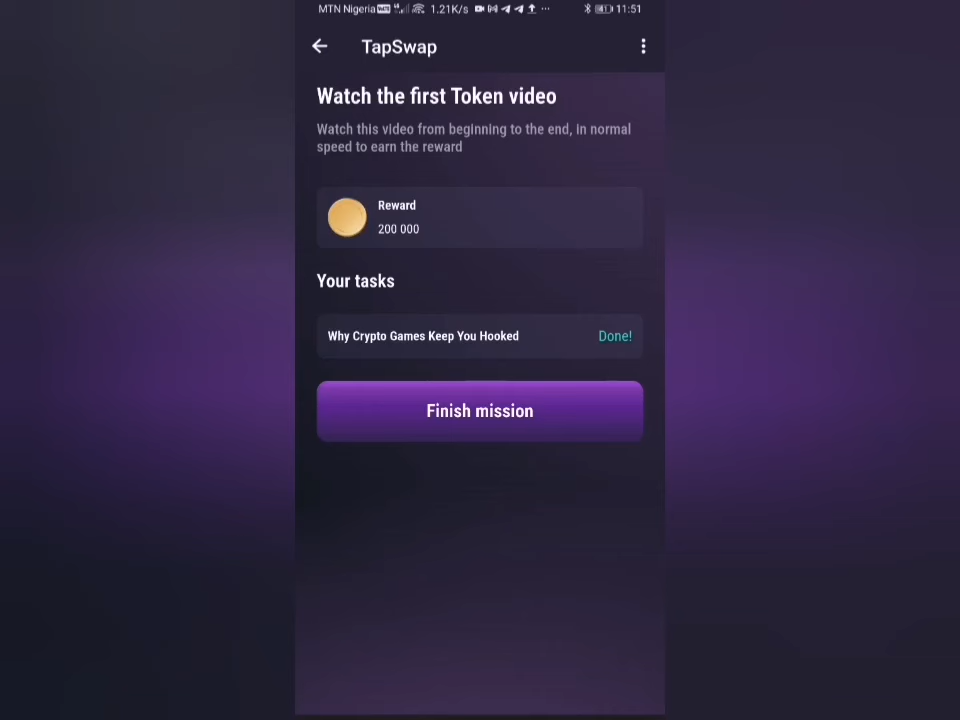 MTN Nigeria 1.21K/s 11:51
TapSwap
Watch the first Token video
Watch this video from beginning to the end, in normal
speed to earn the reward
Reward
200 000
Your tasks
Why Crypto Games Keep You Hooked Done!
Finish mission